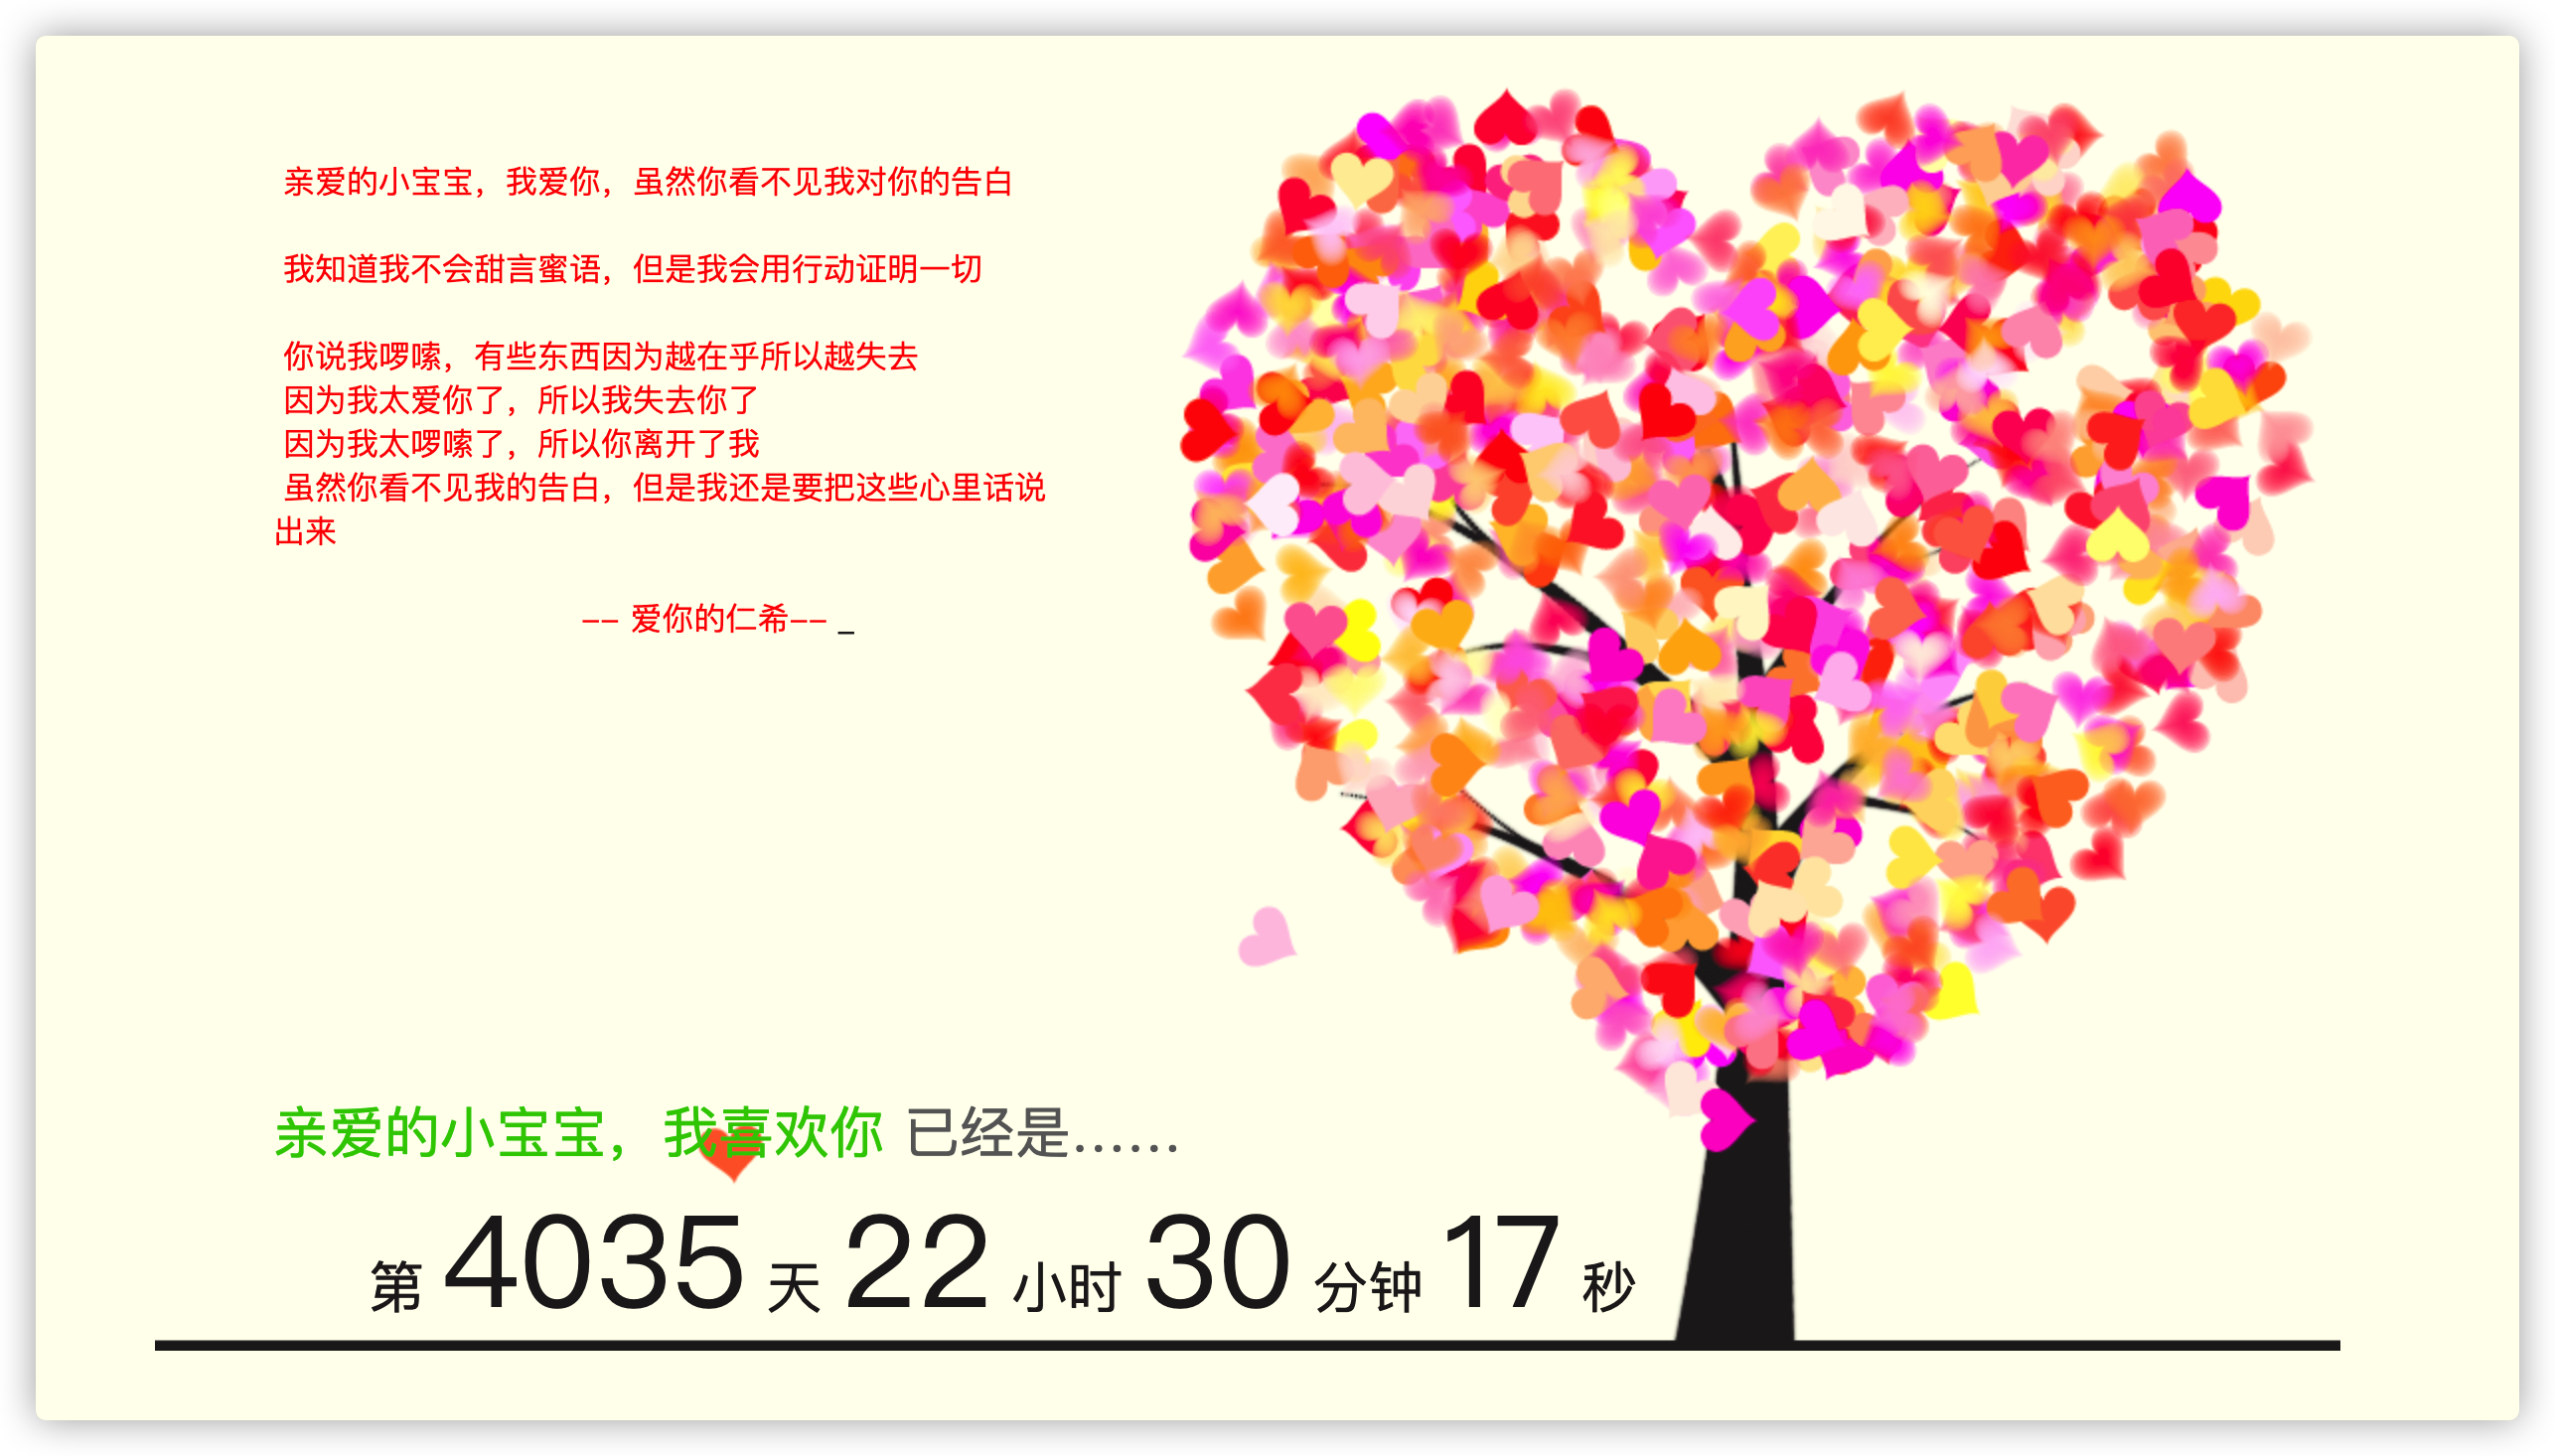 亲爱的小宝宝，我爱你，虽然你看不见我对你的告白
我知道我不会甜言蜜语，但是我会用行动证明一切
你说我啰嗦，有些东西因为越在乎所以越失去
因为我太爱你了，所以我失去你了
因为我太啰嗦了，所以你离开了我
虽然你看不见我的告白，但是我还是要把这些心里话说
出来
-- 爱你的仁希-- _
亲爱的小宝宝，我喜欢你 已经是……
第 4035 天 22 小时 30 分钟 17 秒